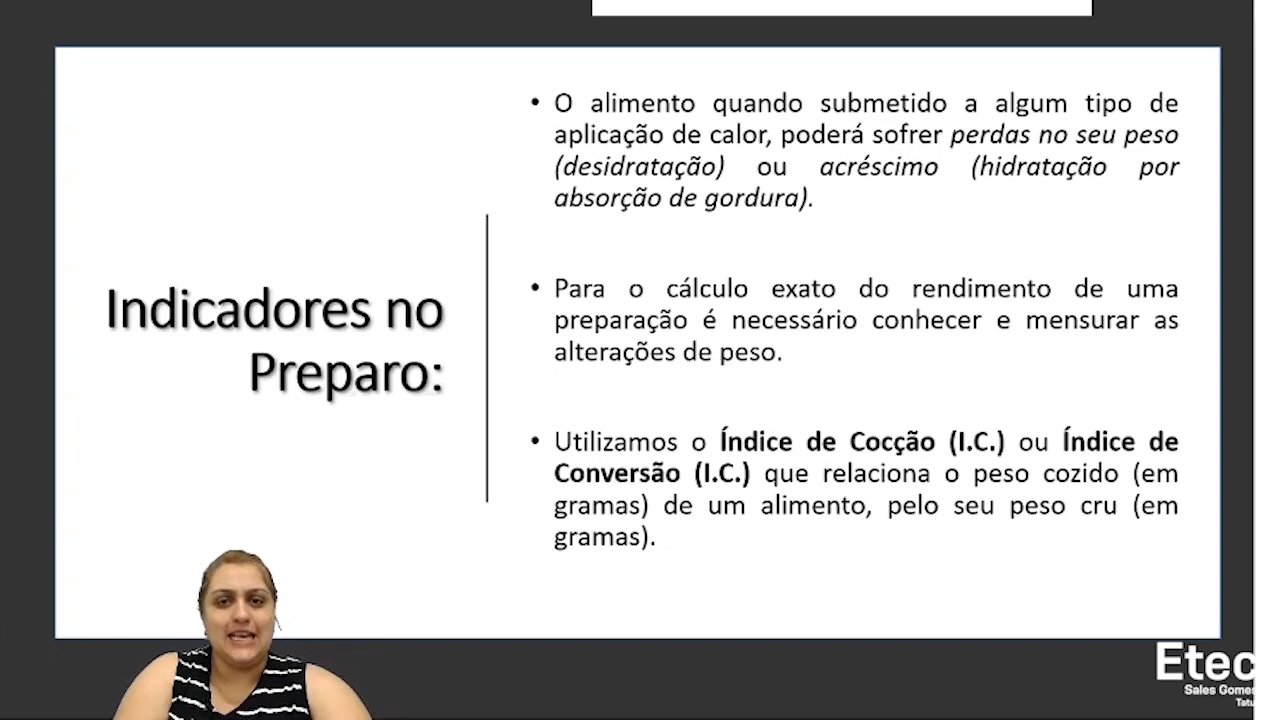 Indicadores no
Preparo:
• O alimento quando submetido a algum tipo de
aplicação de calor, poderá sofrer perdas no seu peso
(desidratação) ou acréscimo (hidratação por
absorção de gordura).
• Para o cálculo exato do rendimento de uma
preparação é necessário conhecer e mensurar as
alterações de peso.
• Utilizamos o Índice de Cocção (I.C.) ou Índice de
Conversão (I.C.) que relaciona o peso cozido (em
gramas) de um alimento, pelo seu peso cru (em
gramas).
Etec
Sales Gomes
Tatu